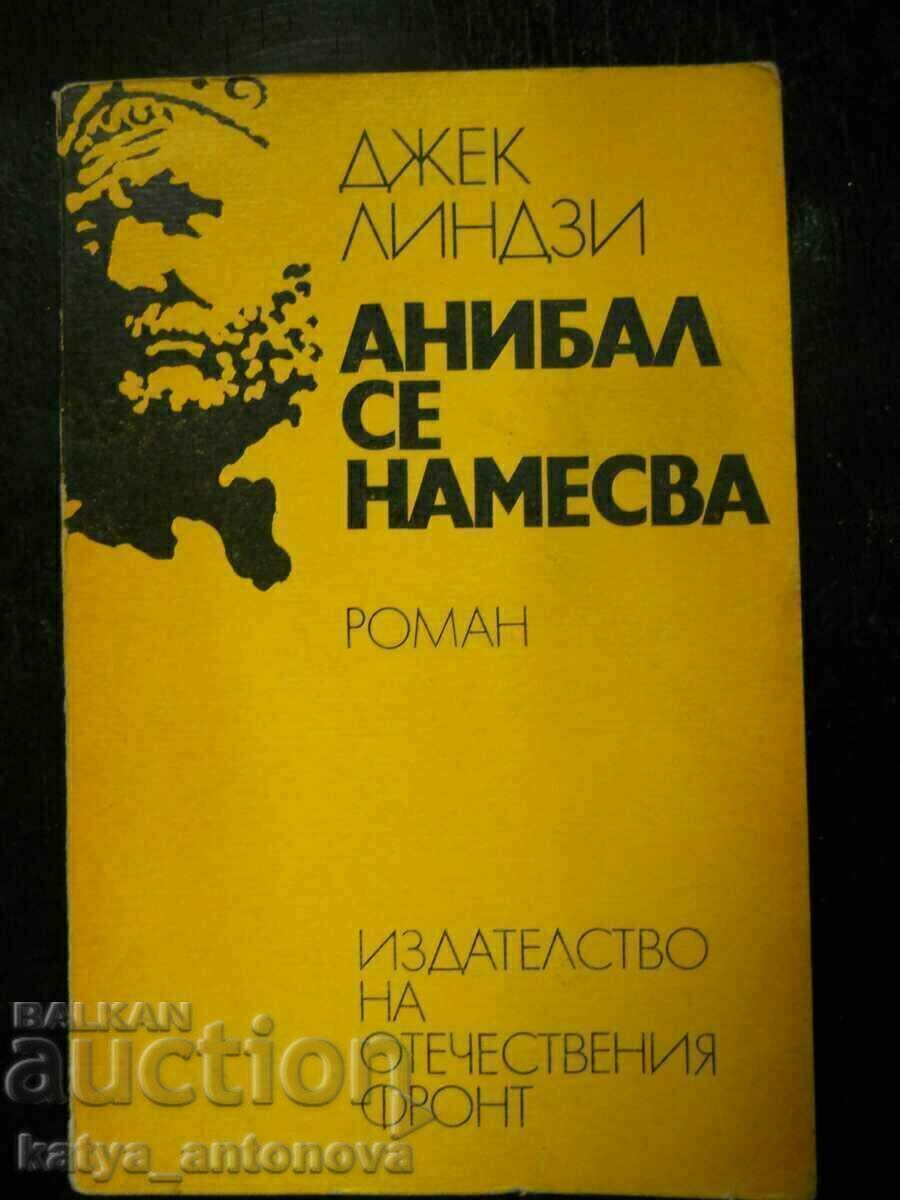 ДЖЕК
ЛИНДЗИ
АНИБАЛ
СЕ
НАМЕСВА
РОМАН
ИЗДАТЕЛСТВО
НА
ОТЕЧЕСТВЕНИЯ
ФРОНТ
BALKAN
auction
katya_antonova